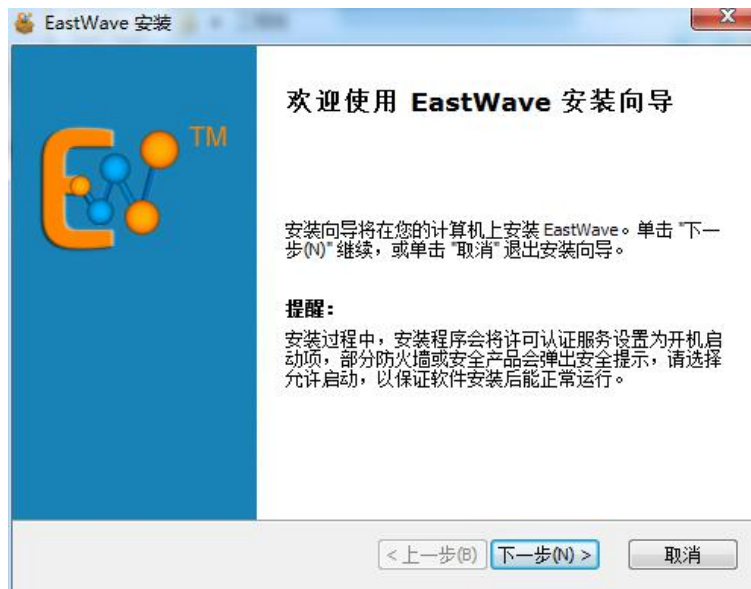 EastWave 安装
TM
欢迎使用 EastWave 安装向导
安装向导将在您的计算机上安装 EastWave。单击 "下一
步(N)" 继续，或单击 "取消" 退出安装向导。
提醒：
安装过程中，安装程序会将许可认证服务设置为开机启
动项，部分防火墙或安全产品会弹出安全提示，请选择
允许启动，以保证软件安装后能正常运行。
< 上一步(B) 下一步(N) > 取消